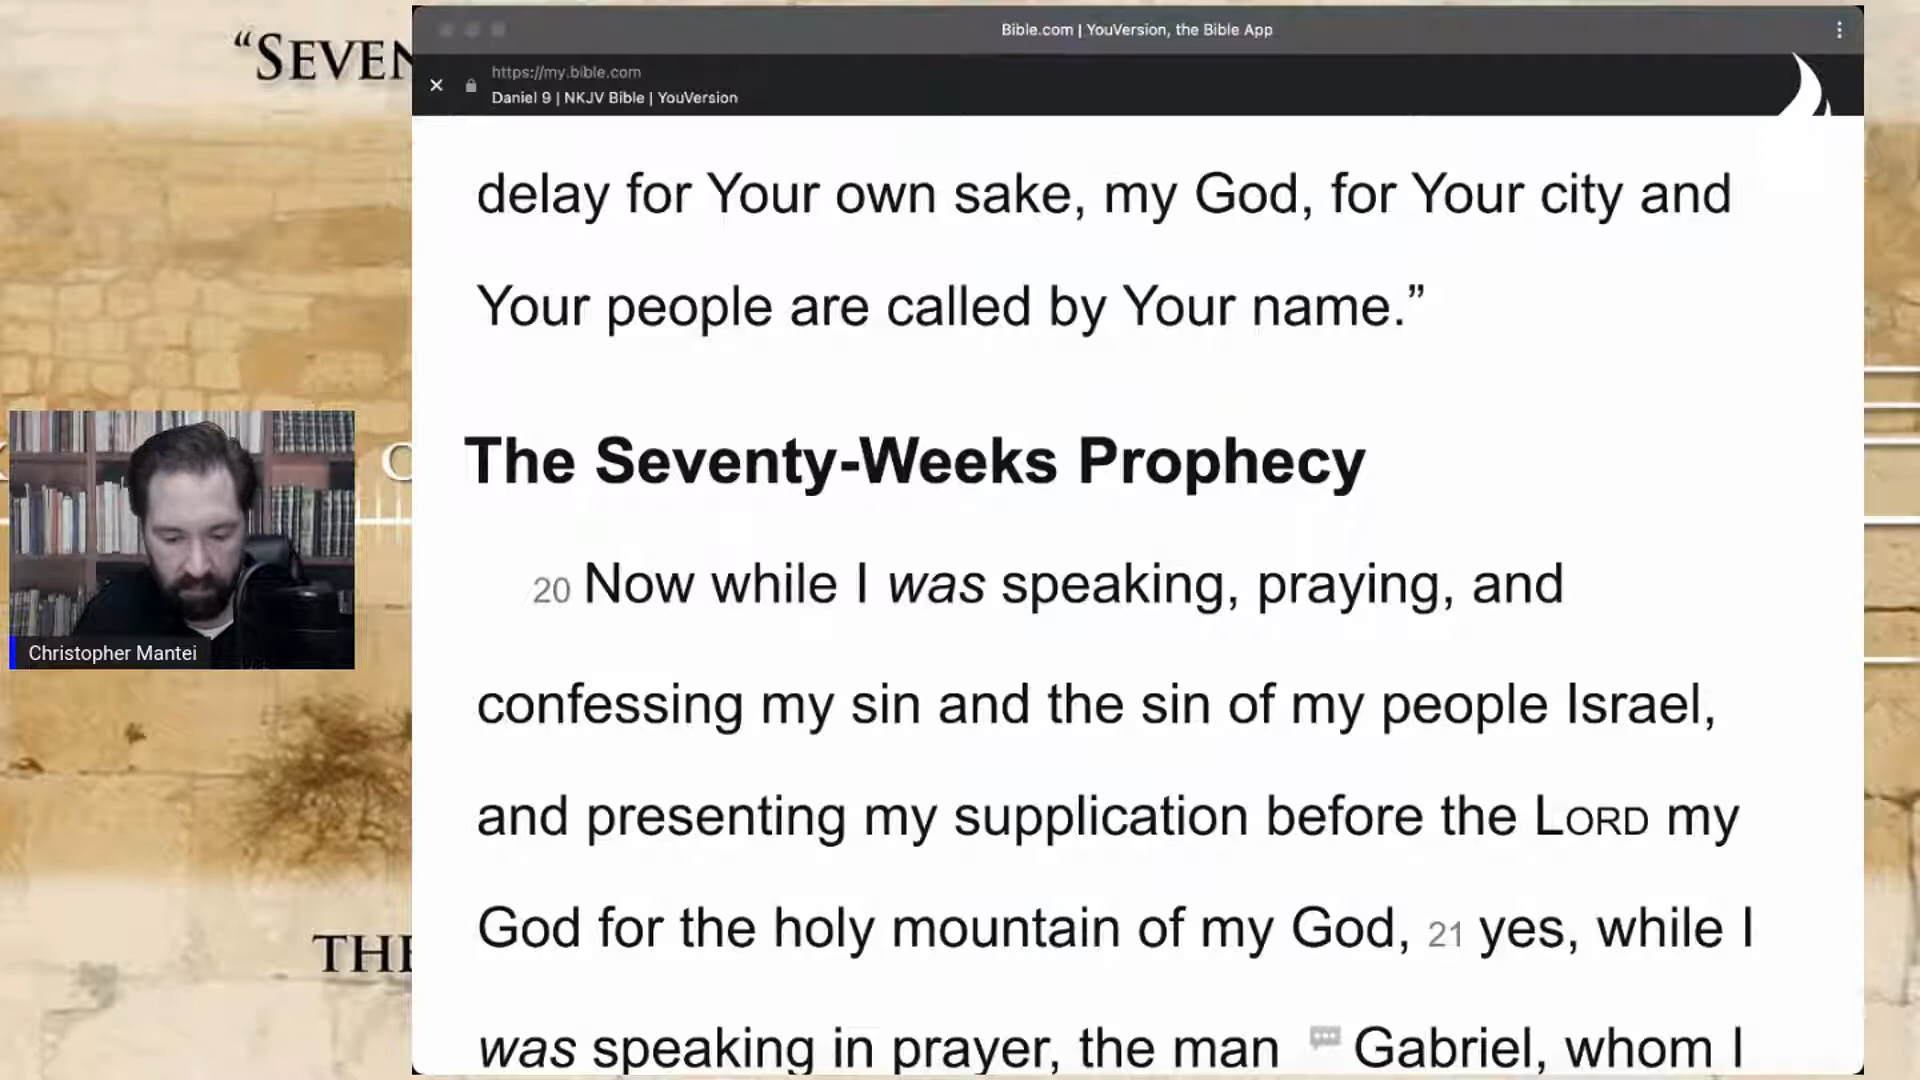 “SEVEN
Bible.com | YouVersion, the Bible App
https://my.bible.com
Daniel 9 | NKJV Bible | YouVersion
delay for Your own sake, my God, for Your city and
Your people are called by Your name.”
The Seventy-Weeks Prophecy
20 Now while I was speaking, praying, and
confessing my sin and the sin of my people Israel,
and presenting my supplication before the LORD my
God for the holy mountain of my God, 21 yes, while I
was speaking in prayer, the man Gabriel, whom I
Christopher Mantei
THE